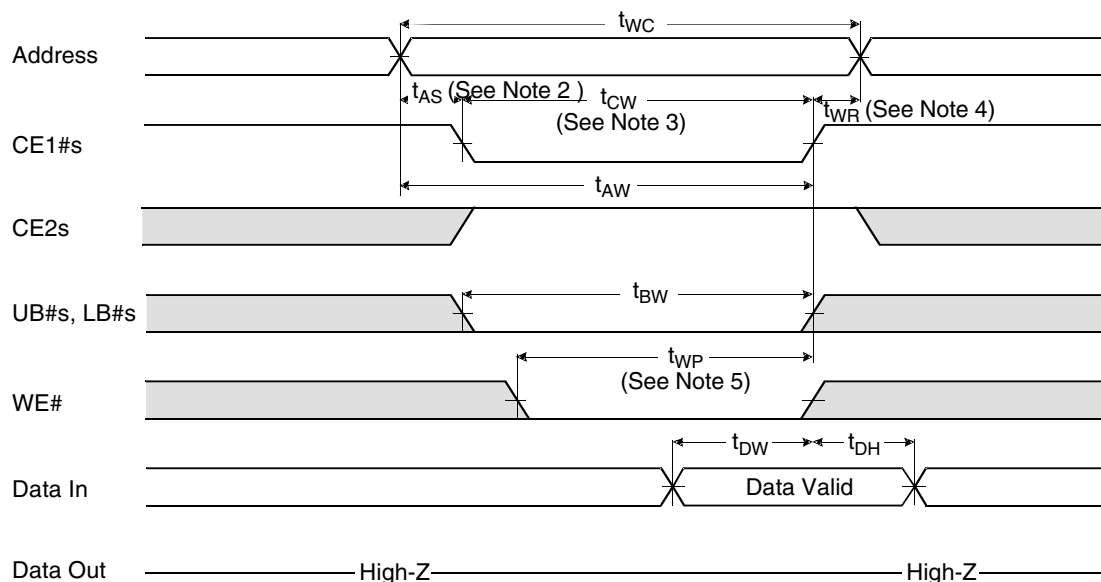 tWC
Address
tAS (See Note 2 )
tCW
(See Note 3)
tWR (See Note 4)
CE1#s
tAW
CE2s
tBW
UB#s, LB#s
tWP
(See Note 5)
WE#
tDW
tDH
Data In
Data Valid
Data Out
High-Z
High-Z